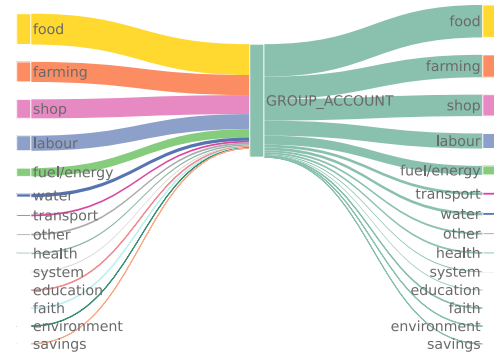 food
farming
shop
labour
fuel/energy
water
transport
other
health
system
education
faith
environment
savings
GROUP_ACCOUNT
food
farming
shop
labour
fuel/energy
transport
water
other
health
system
education
faith
environment
savings